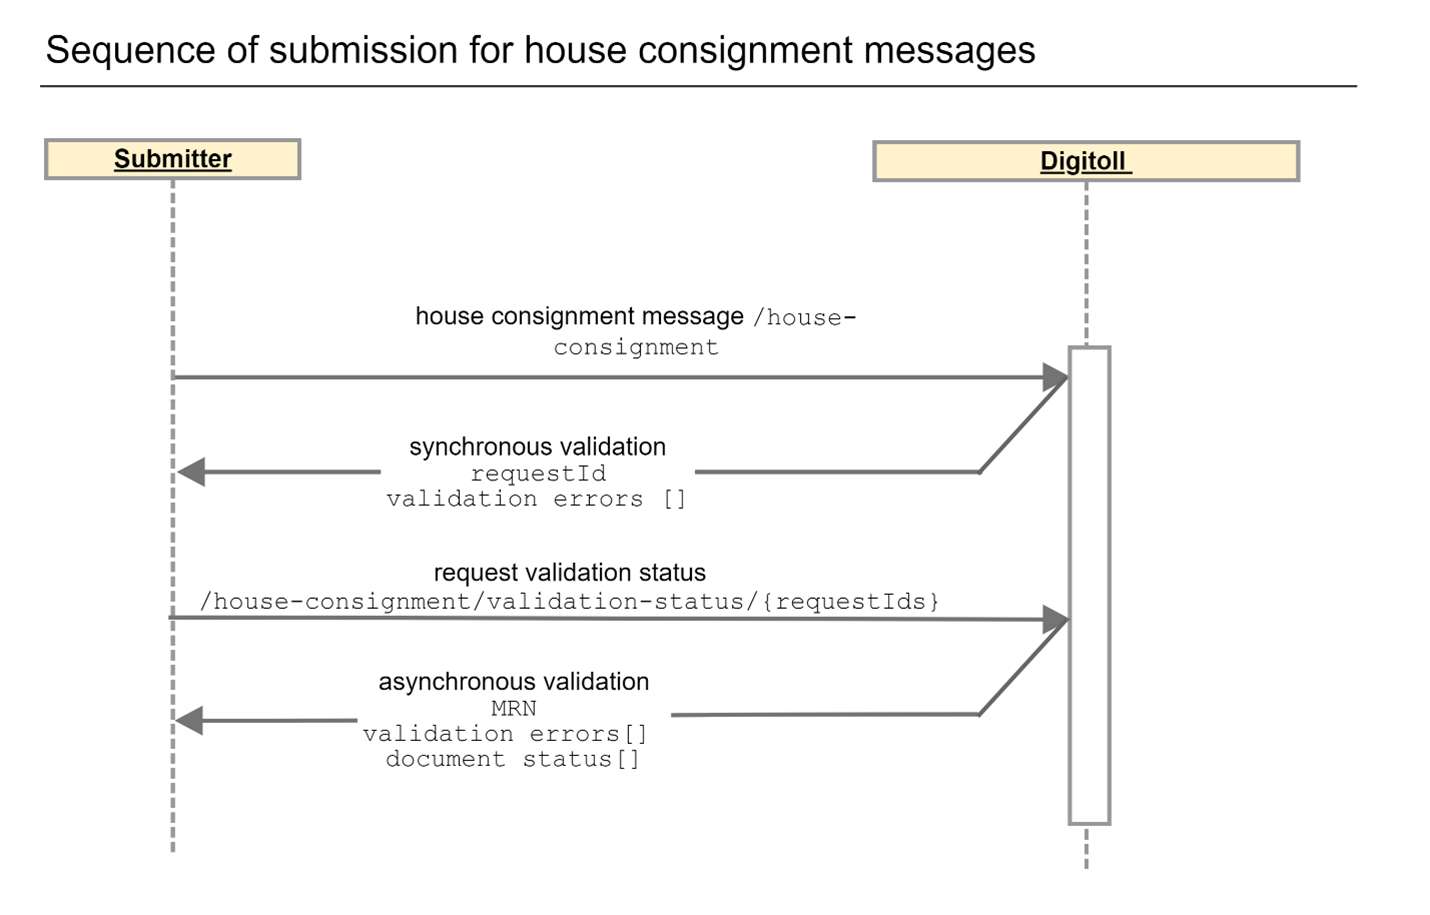 Sequence of submission for house consignment messages
Submitter
Digitoll
house consignment message /house-
consignment
synchronous validation
requestId
validation errors []
request validation status
/house-consignment/validation-status/{requestIds}
asynchronous validation
MRN
validation errors[]
document status[]